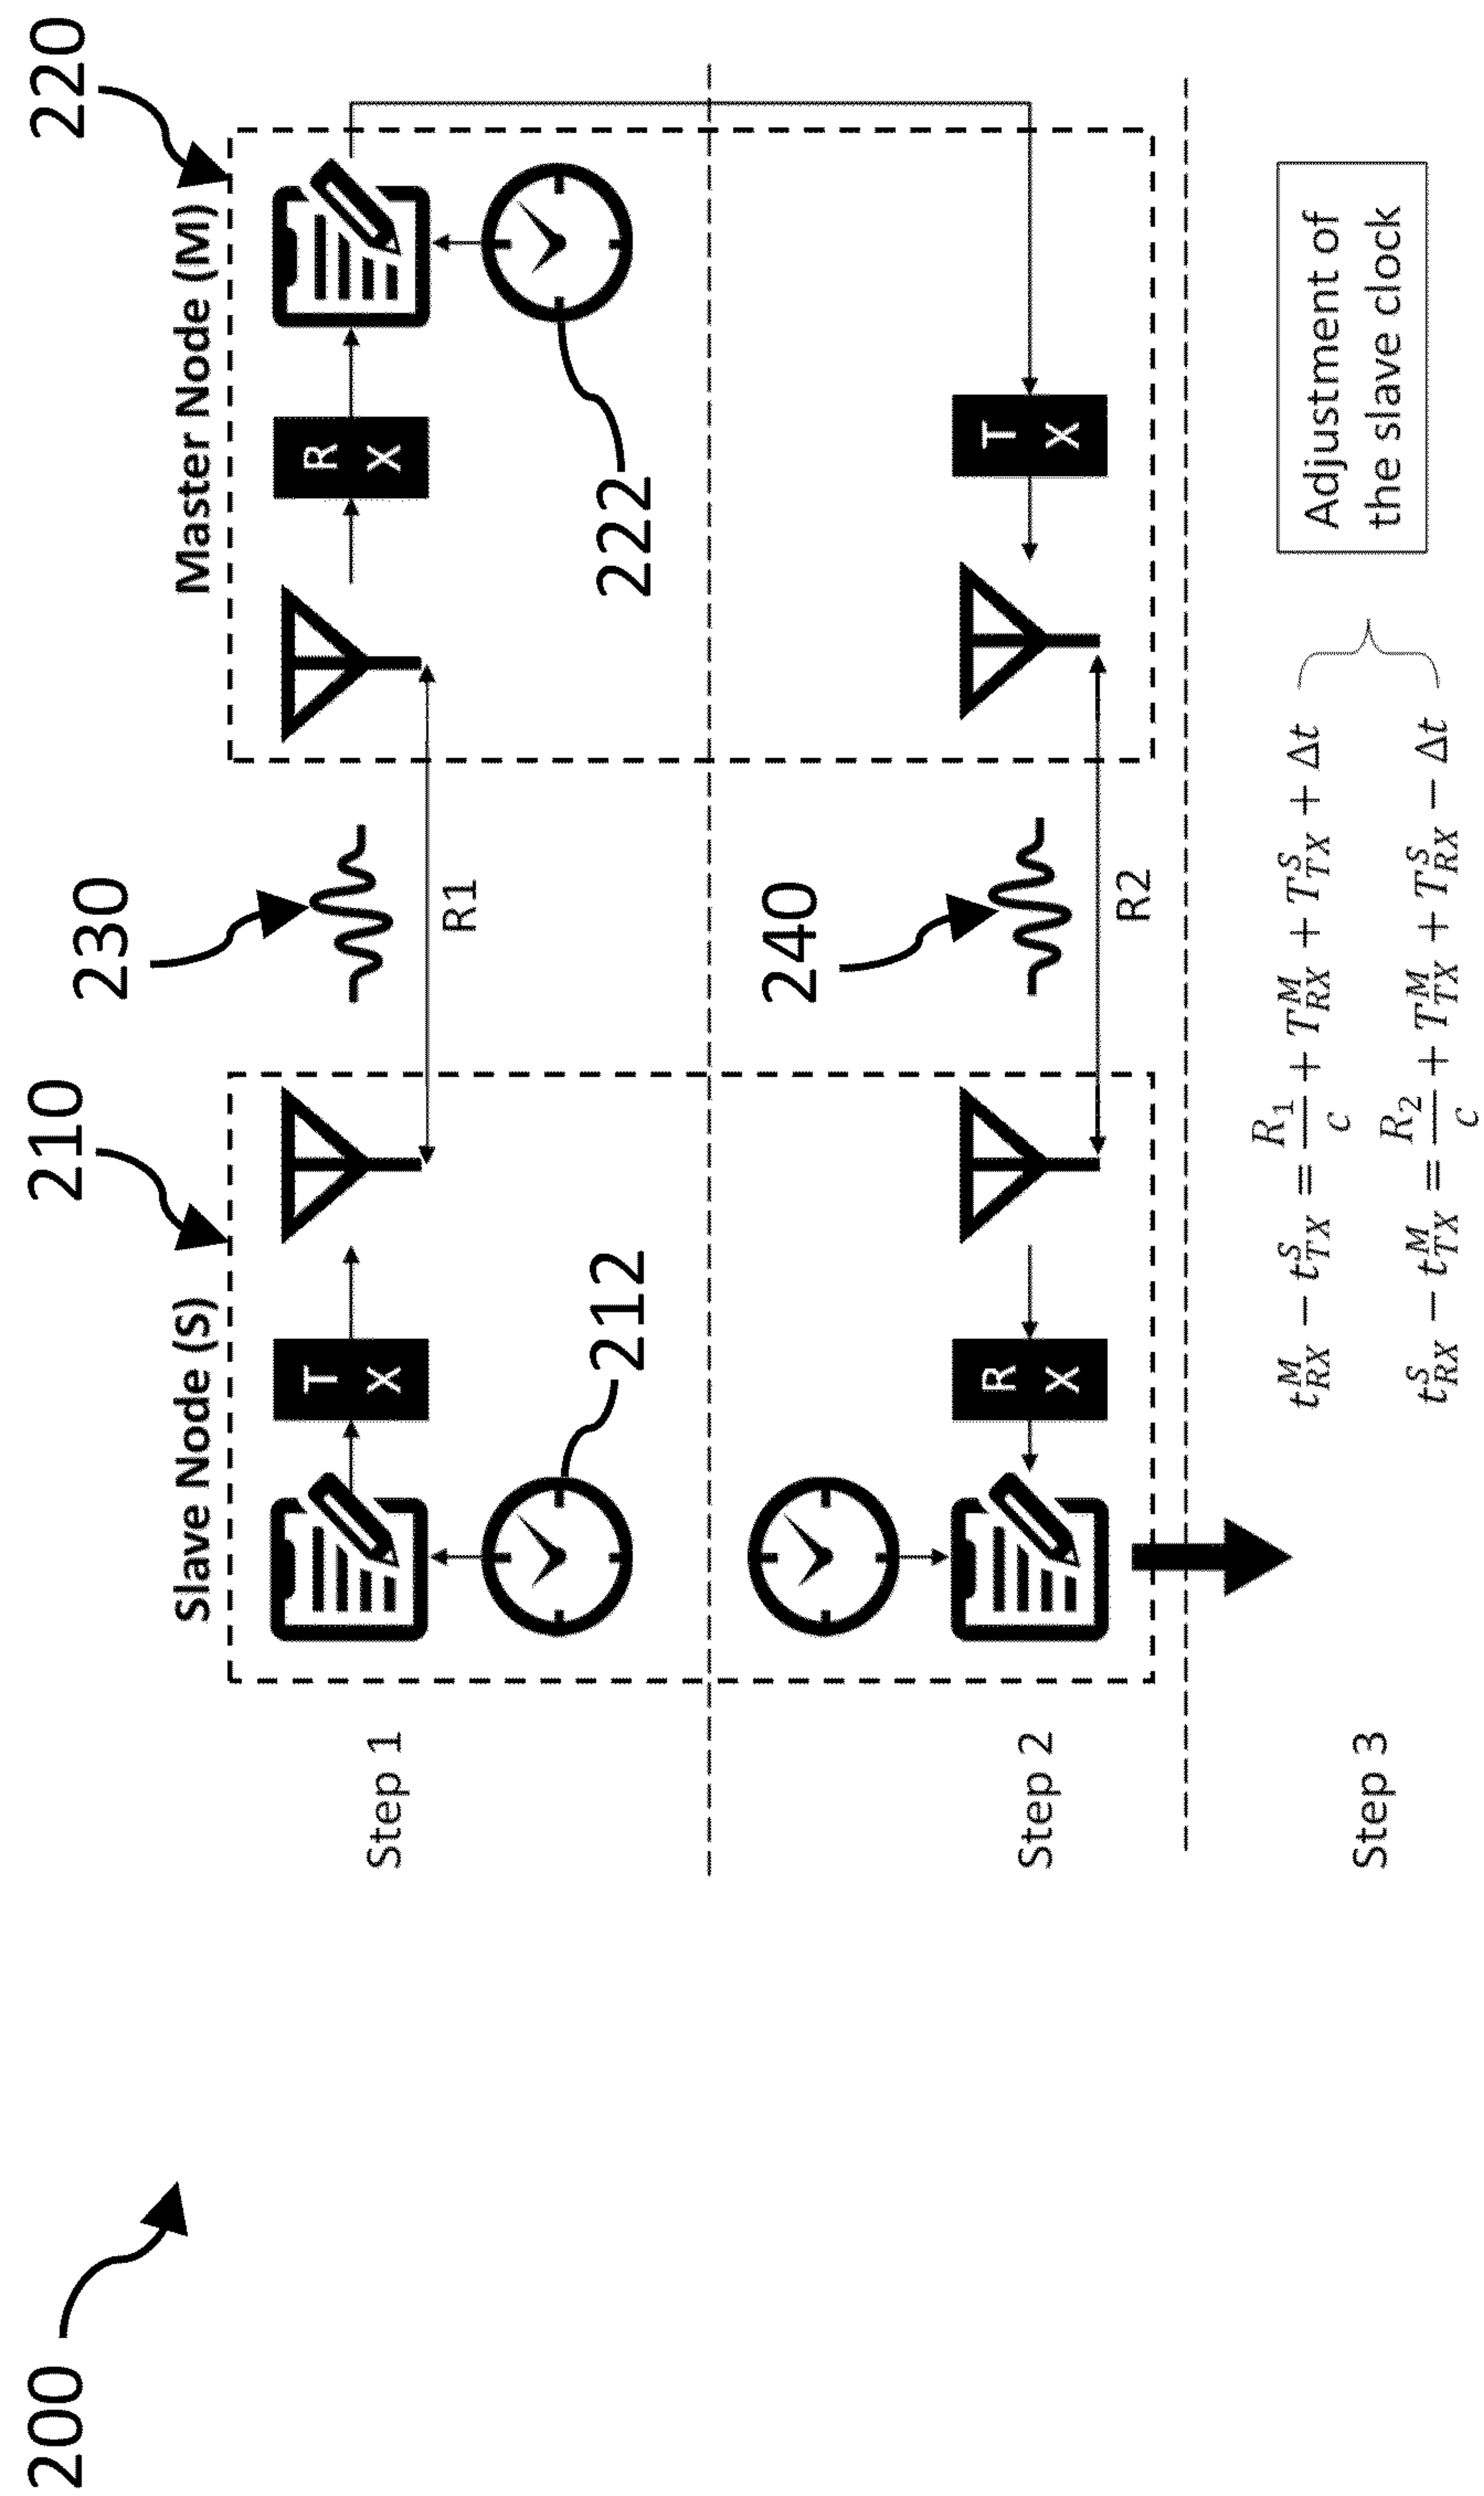 200
210
230
220
Slave Node (S)
Master Node (M)
Step 1
T
X
R
X
R1
212
222
240
Step 2
R
X
T
X
R2
Step 3
t_{RX}^{M} − t_{TX}^{S} = \frac{R_1}{c} + T_{RX}^{M} + T_{TX}^{S} + Δt
t_{RX}^{S} − t_{TX}^{M} = \frac{R_2}{c} + T_{TX}^{M} + T_{RX}^{S} − Δt
Adjustment of
the slave clock